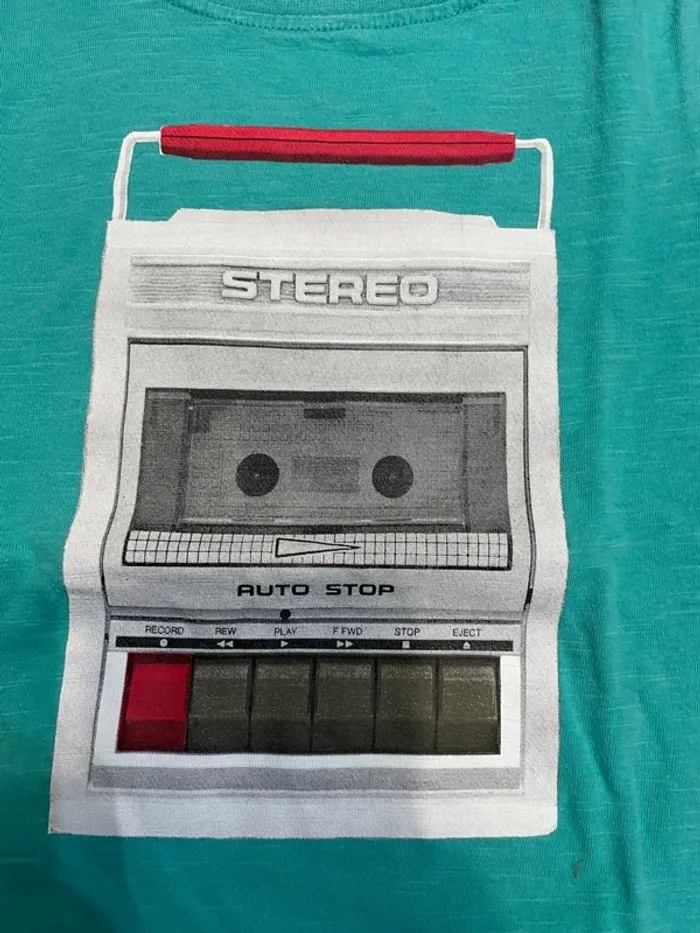 STEREO
AUTO STOP
RECORD REW PLAY F.FWD STOP EJECT